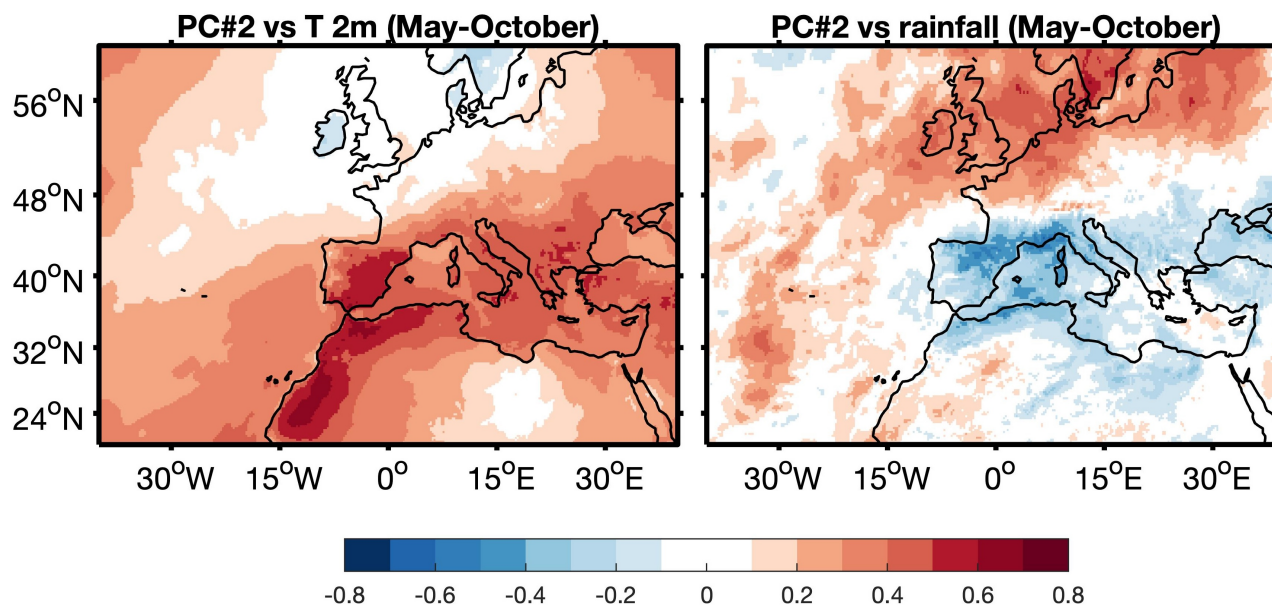 PC#2 vs T 2m (May-October)
PC#2 vs rainfall (May-October)
56°N
48°N
40°N
32°N
24°N
30°W 15°W 0° 15°E 30°E
30°W 15°W 0° 15°E 30°E
-0.8 -0.6 -0.4 -0.2 0 0.2 0.4 0.6 0.8